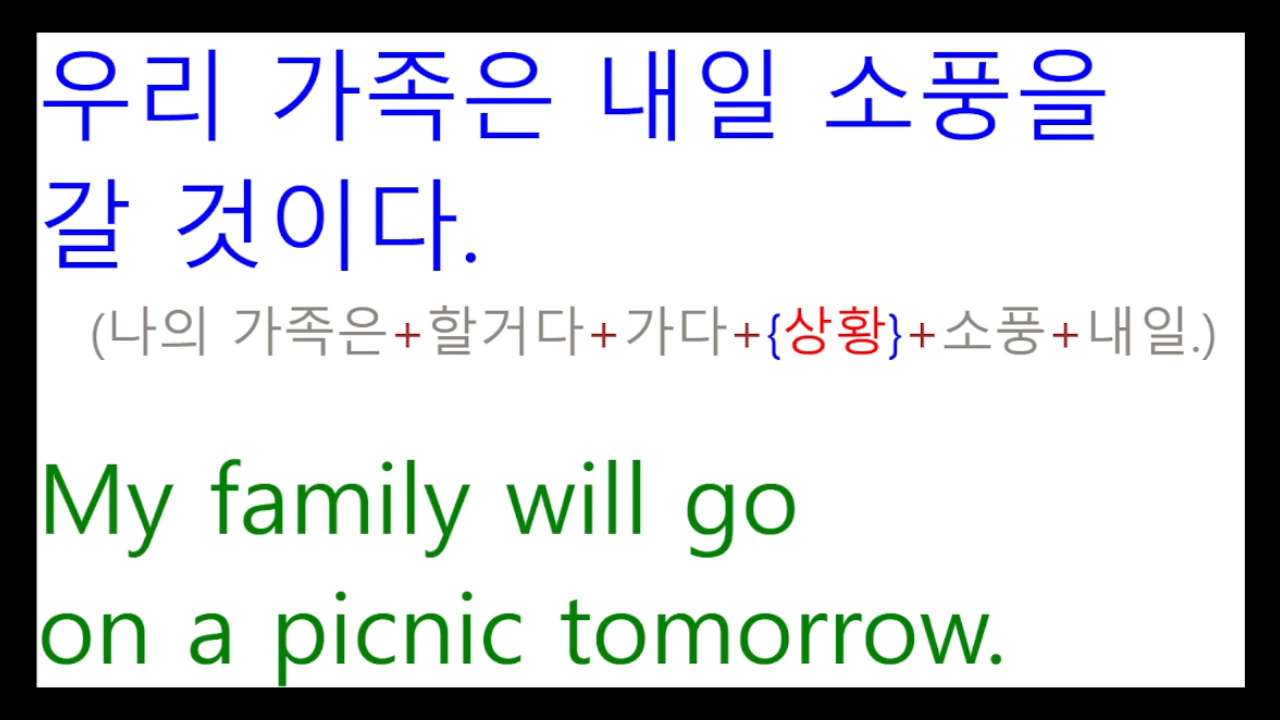 우리 가족은 내일 소풍을
갈 것이다.
(나의 가족은+할거다+가다+{상황}+소풍+내일.)
My family will go
on a picnic tomorrow.